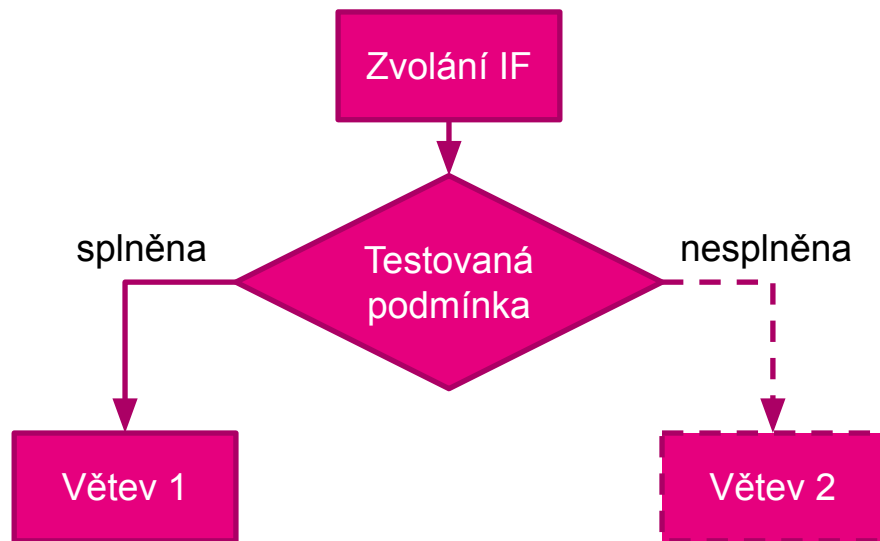 Zvolání IF
splněna
nesplněna
Testovaná
podmínka
Větev 1
Větev 2